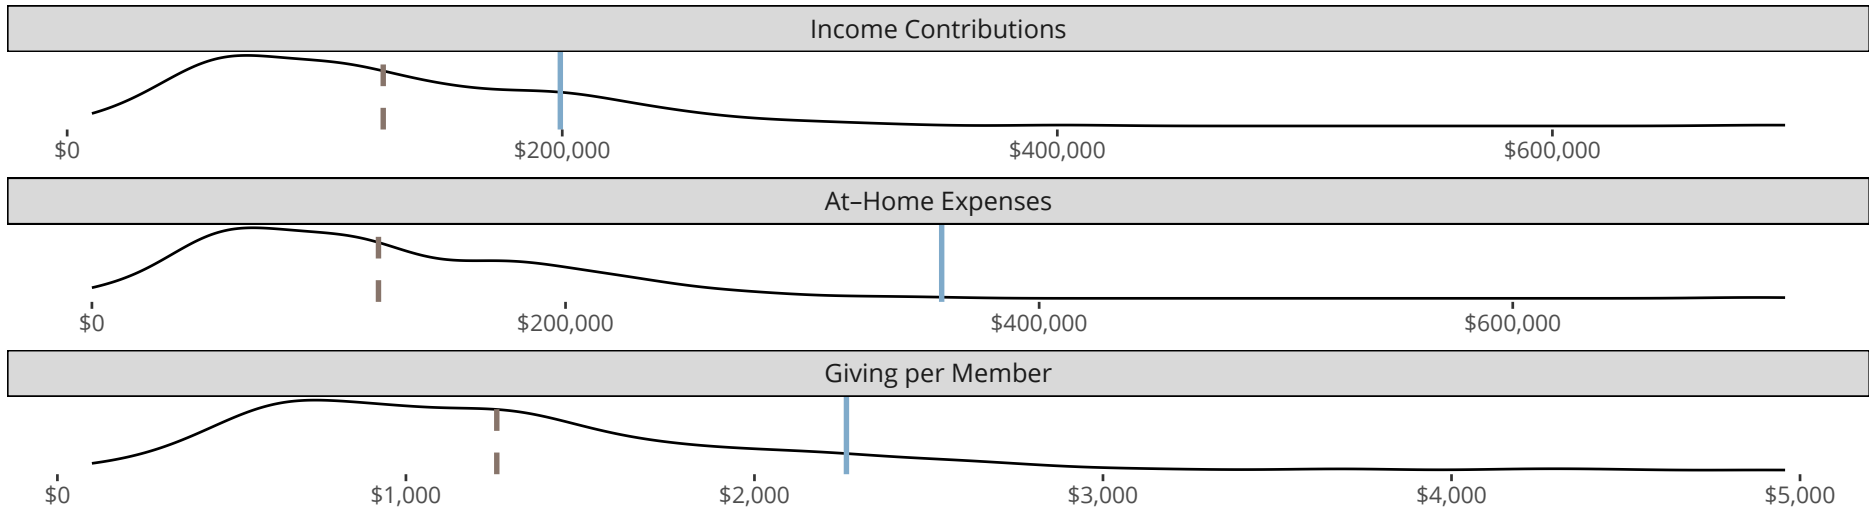 Income Contributions
$0 $200,000 $400,000 $600,000
At–Home Expenses
$0 $200,000 $400,000 $600,000
Giving per Member
$0 $1,000 $2,000 $3,000 $4,000 $5,000